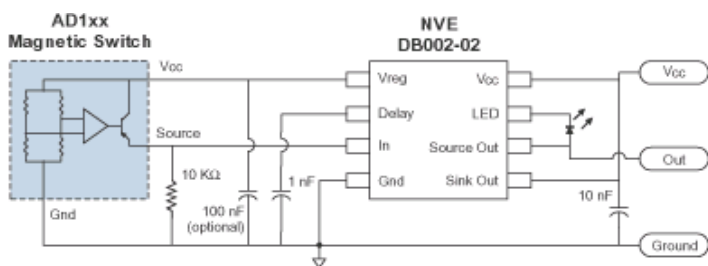 AD1xx
Magnetic Switch
NVE
DB002-02
Vcc
Vreg
Vcc
Vcc
Delay
LED
Source
In
Source Out
Out
10 KΩ
1 nF
Gnd
Sink Out
Gnd
100 nF
(optional)
10 nF
Ground